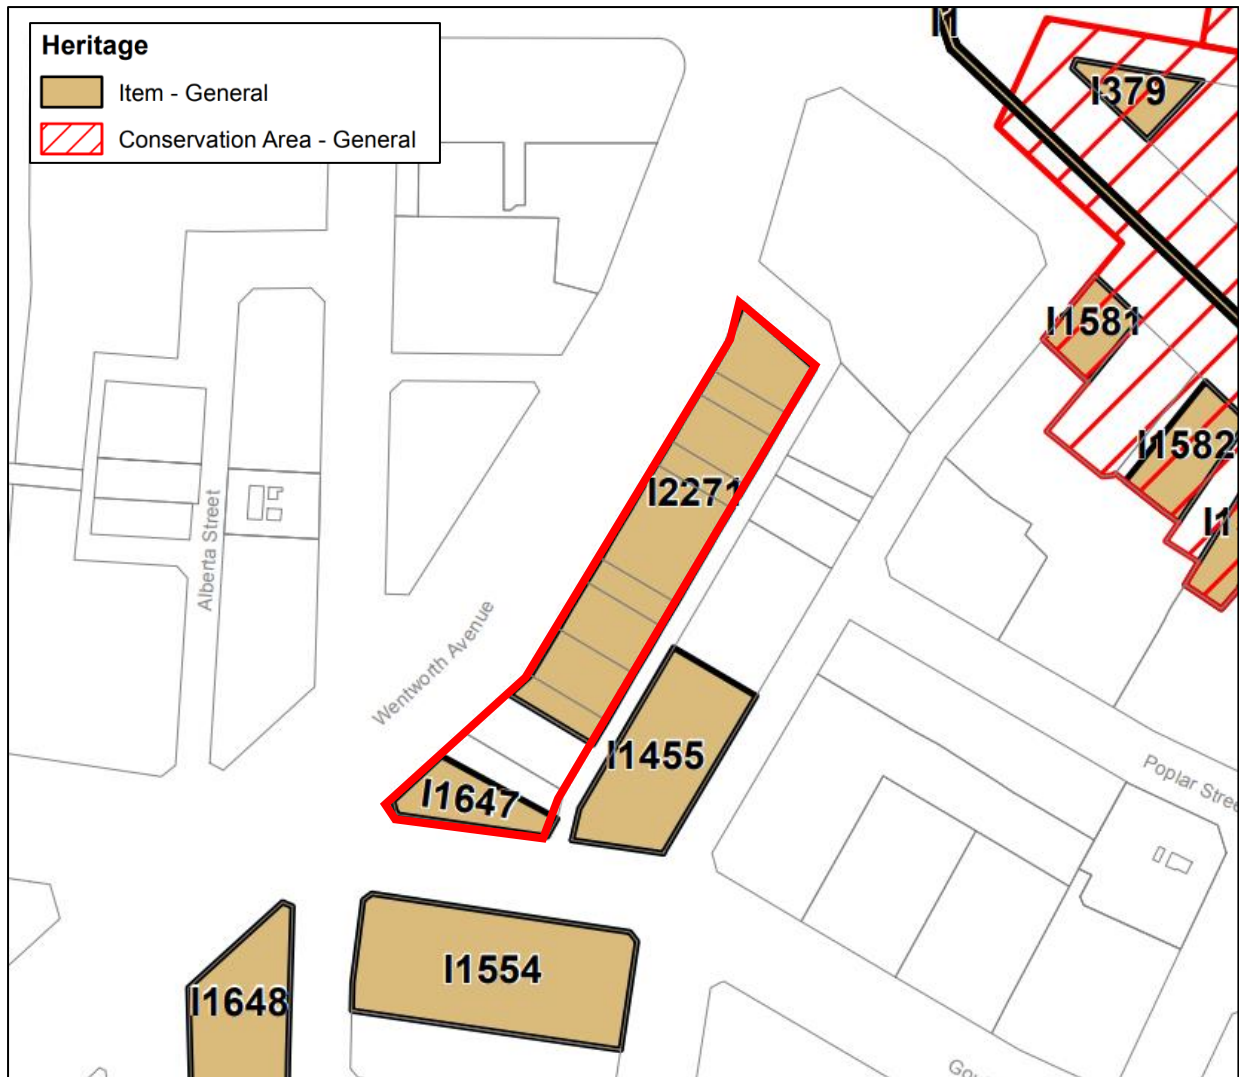 Heritage
Item - General
Conservation Area - General
I1
I379
I1581
I1582
I2271
Alberta Street
Wentworth Avenue
I1455
I1647
Poplar Stree
I1554
I1648